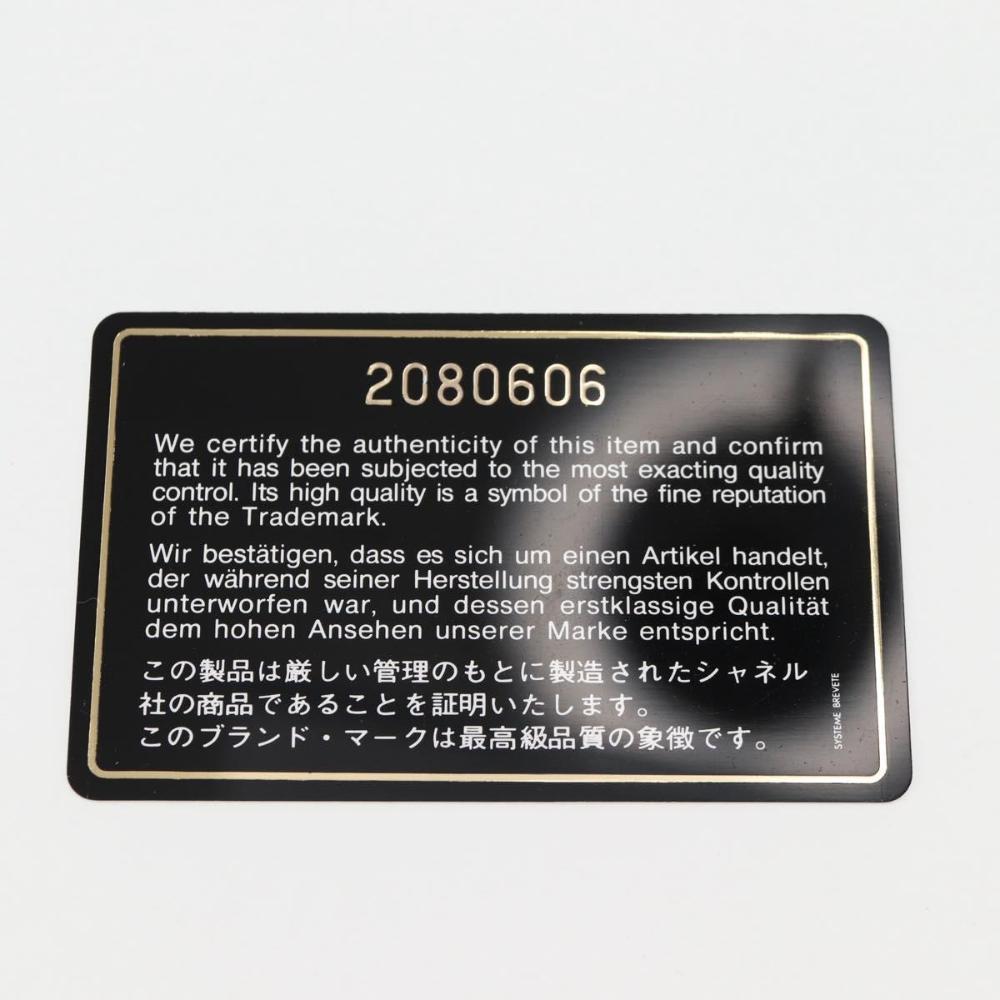 2080606
We certify the authenticity of this item and confirm
that it has been subjected to the most exacting quality
control. Its high quality is a symbol of the fine reputation
of the Trademark.
Wir bestätigen, dass es sich um einen Artikel handelt,
der während seiner Herstellung strengsten Kontrollen
unterworfen war, und dessen erstklassige Qualität
dem hohen Ansehen unserer Marke entspricht.
この製品は厳しい管理のもとに製造されたシャネル
社の商品であることを証明いたします。
このブランド・マークは最高級品質の象徴です。
SYSTEME BREVETE